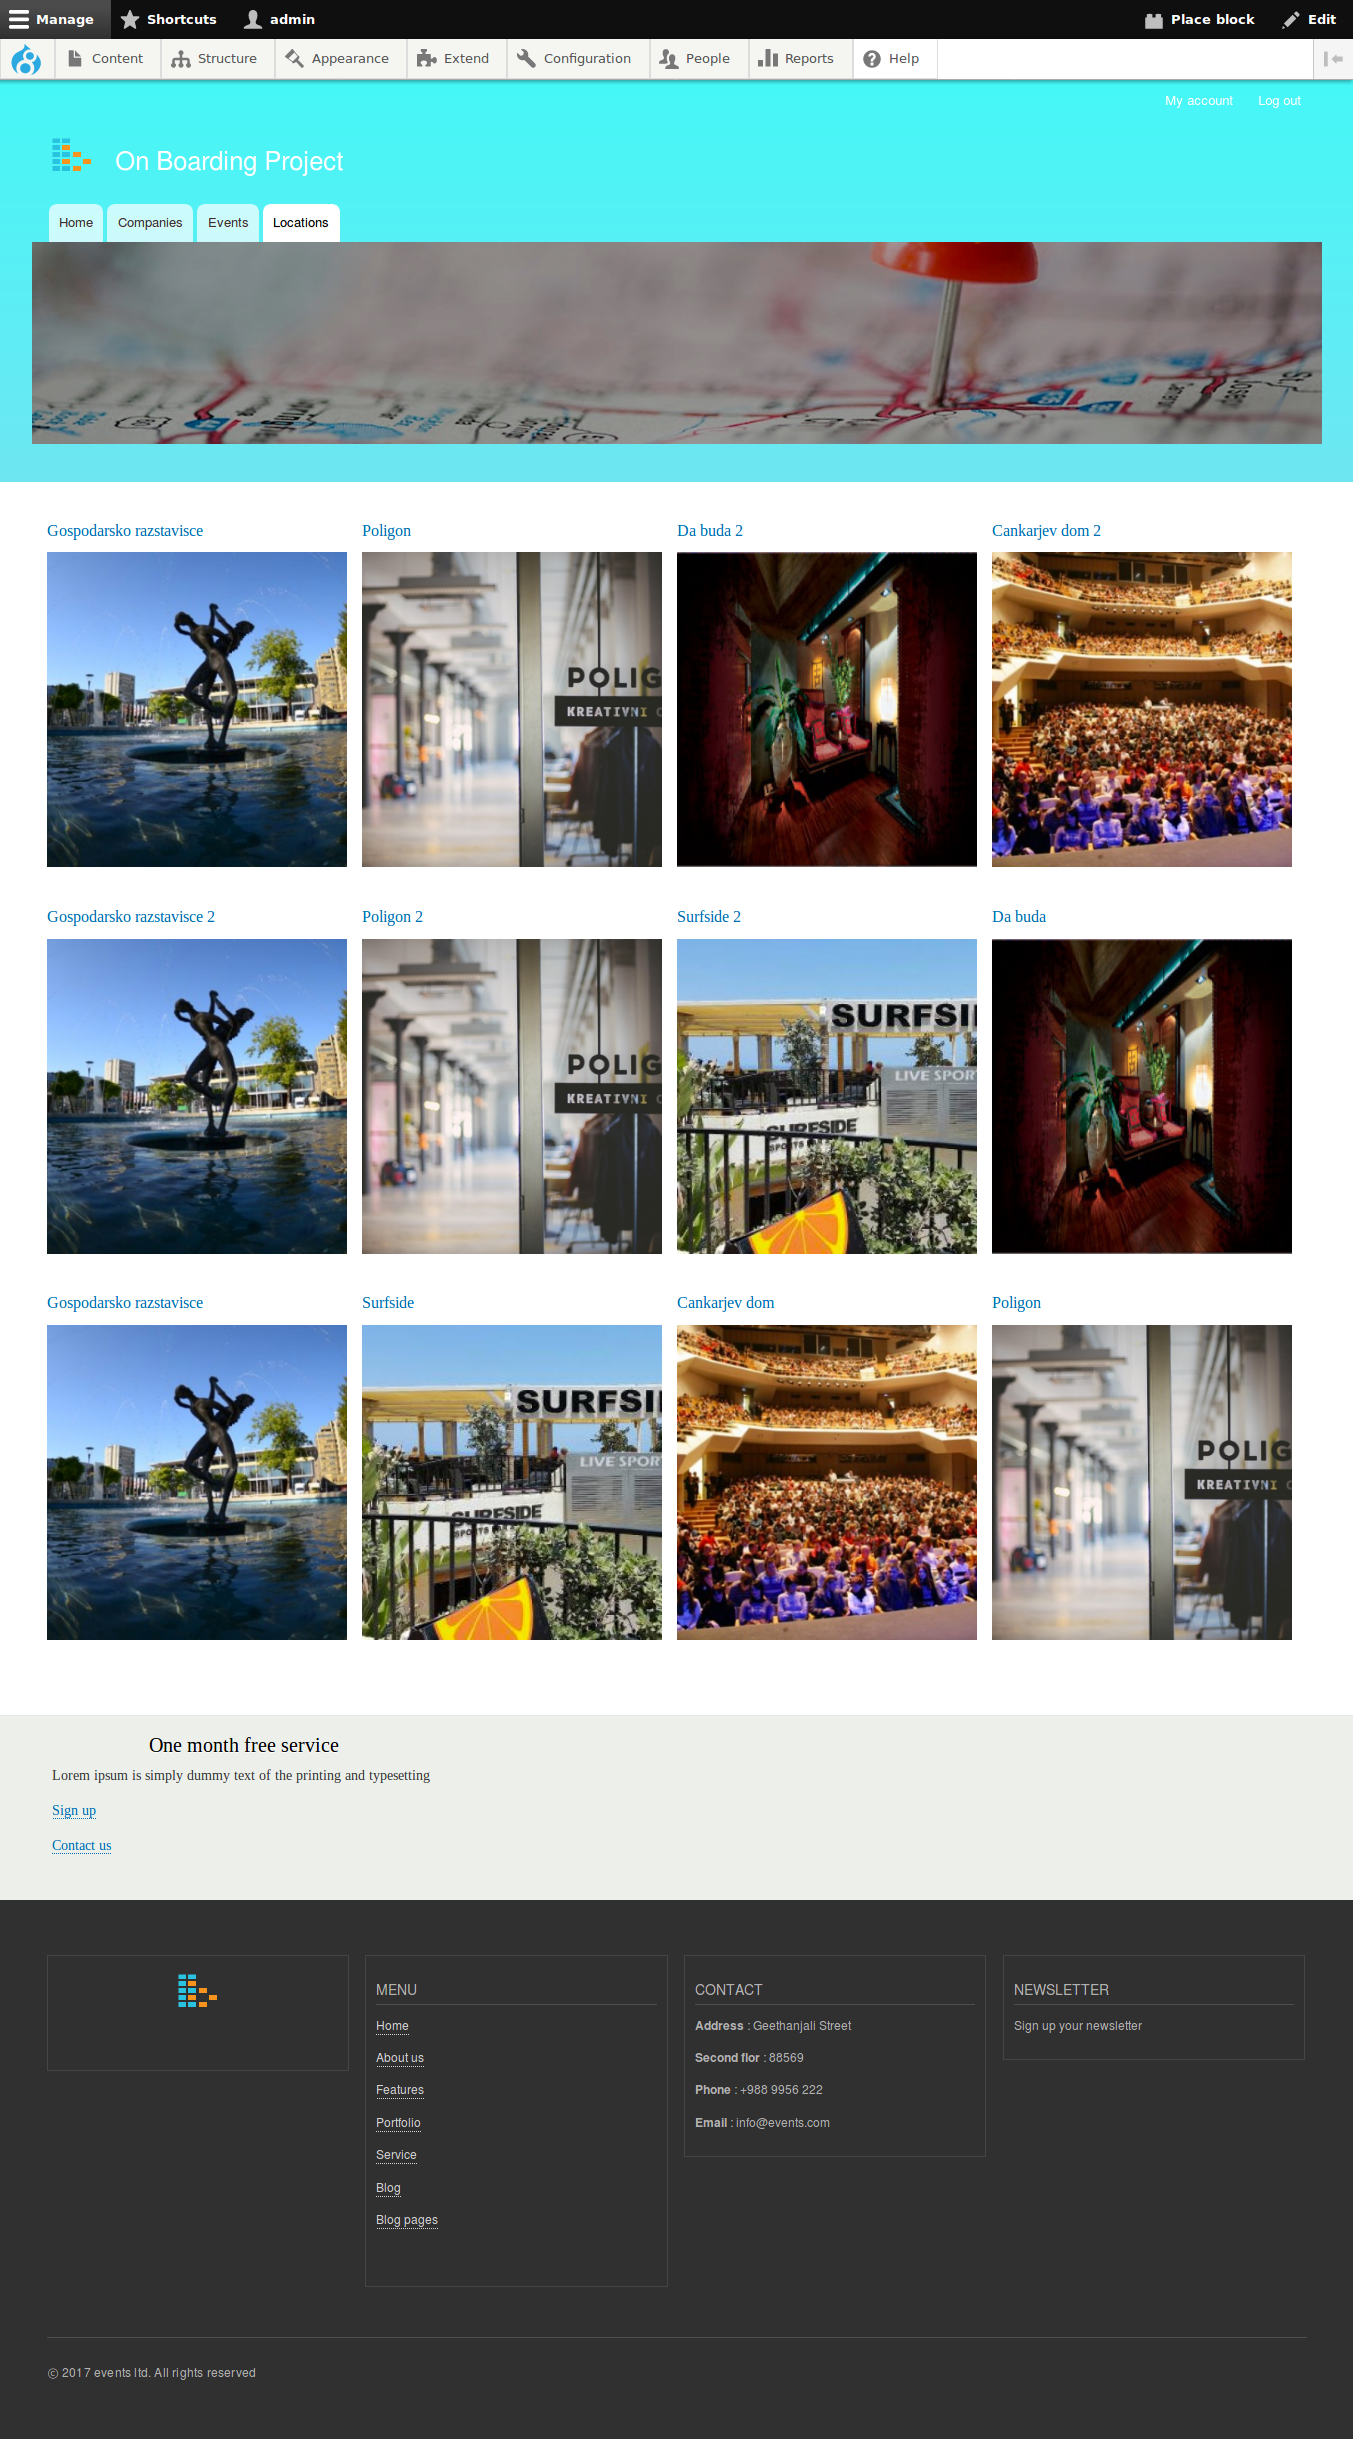 Manage Shortcuts admin Place block Edit
Content Structure Appearance Extend Configuration People Reports Help
My account Log out
On Boarding Project
Home Companies Events Locations
Gospodarsko razstavisce Poligon Da buda 2 Cankarjev dom 2
POLIG
KREATIVNI C
Gospodarsko razstavisce 2 Poligon 2 Surfside 2 Da buda
POLIG
KREATIVNI C
SURFSI
LIVE SPOR
SURFSIDE
SPORTS
Gospodarsko razstavisce Surfside Cankarjev dom Poligon
SURFSI
LIVE SPOR
SURFSIDE
SPORTS
POLIG
KREATIVNI C
One month free service
Lorem ipsum is simply dummy text of the printing and typesetting
Sign up
Contact us
MENU
Home
About us
Features
Portfolio
Service
Blog
Blog pages
CONTACT
Address : Geethanjali Street
Second flor : 88569
Phone : +988 9956 222
Email : info@events.com
NEWSLETTER
Sign up your newsletter
© 2017 events ltd. All rights reserved